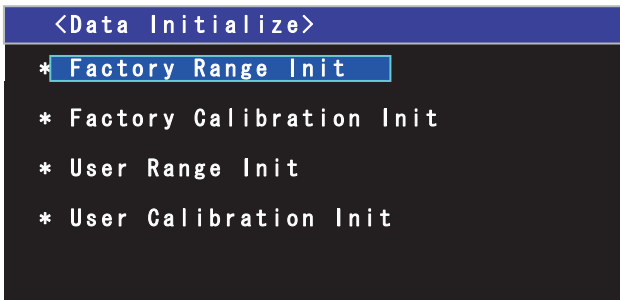 <Data Initialize>
* Factory Range Init
* Factory Calibration Init
* User Range Init
* User Calibration Init